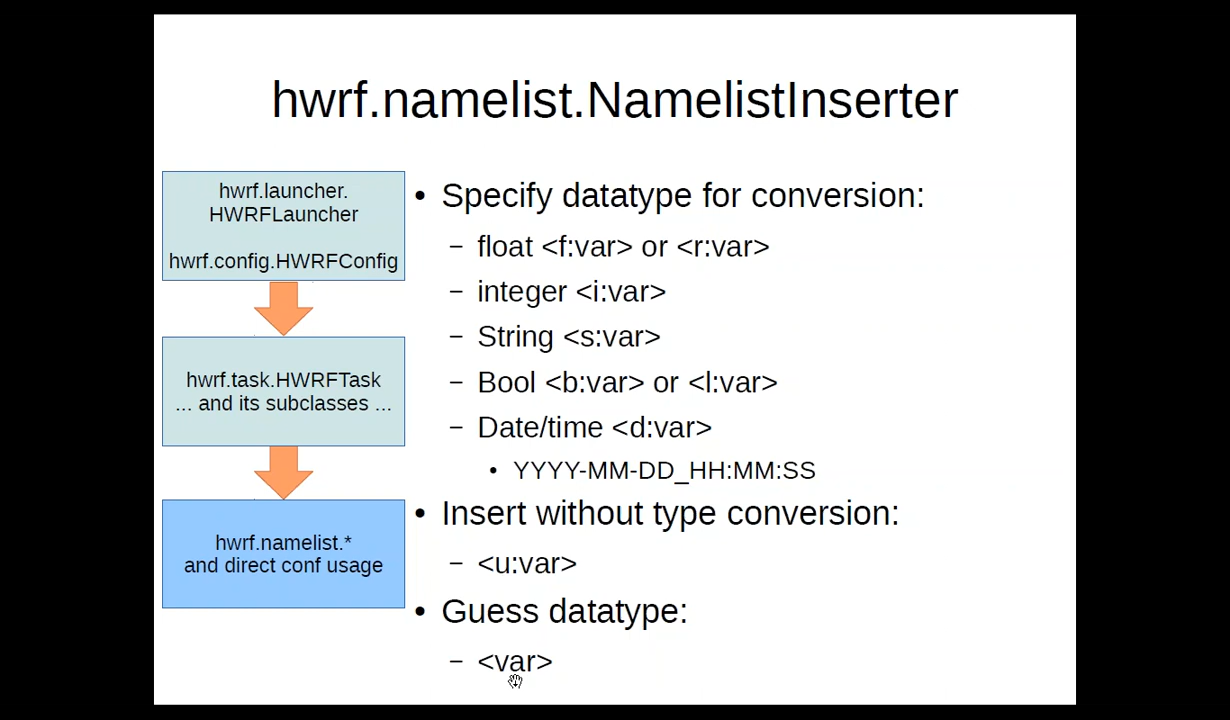 hwrf.namelist.NamelistInserter
hwrf.launcher.
HWRFLauncher
hwrf.config.HWRFConfig
hwrf.task.HWRFTask
... and its subclasses ...
hwrf.namelist.*
and direct conf usage
• Specify datatype for conversion:
– float <f:var> or <r:var>
– integer <i:var>
– String <s:var>
– Bool <b:var> or <l:var>
– Date/time <d:var>
• YYYY-MM-DD_HH:MM:SS
• Insert without type conversion:
– <u:var>
• Guess datatype:
– <var>